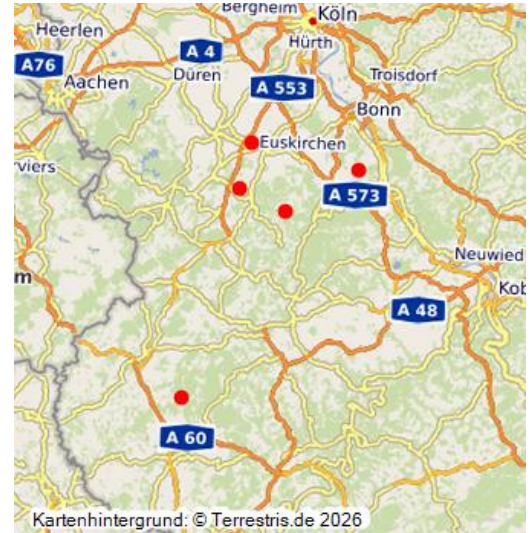 Bergheim
Köln
Heerlen
A 4
Hürth
A76
Düren
Troisdorf
Aachen
A 553
Bonn
Euskirchen
rviers
A 573
Neuwied
m
Kob
A 48
A 60
Kartenhintergrund: © Terrestris.de 2026